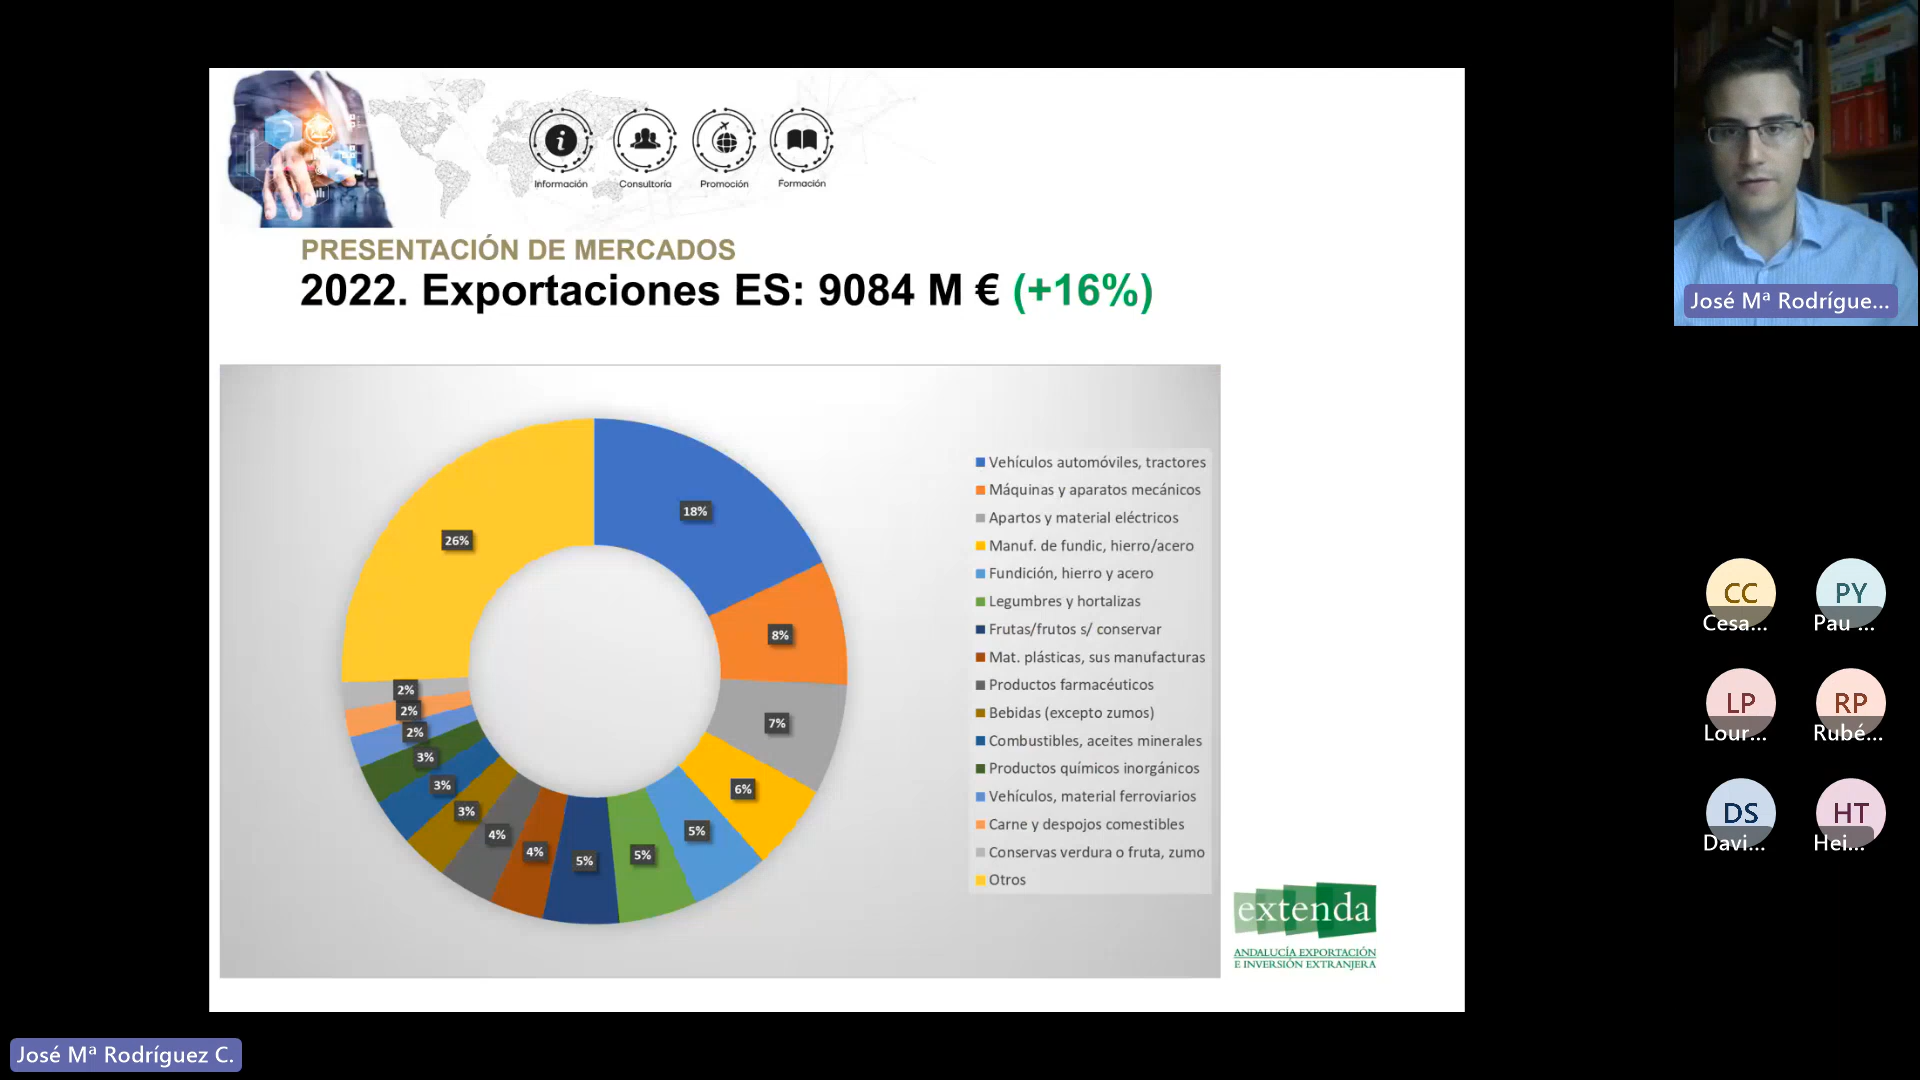 Información Consultoría Promoción Formación
PRESENTACIÓN DE MERCADOS
2022. Exportaciones ES: 9084 M € (+16%)
18%
8%
7%
6%
5%
5%
5%
4%
4%
3%
3%
3%
2%
2%
2%
26%
Vehículos automóviles, tractores
Máquinas y aparatos mecánicos
Apartos y material eléctricos
Manuf. de fundic, hierro/acero
Fundición, hierro y acero
Legumbres y hortalizas
Frutas/frutos s/ conservar
Mat. plásticas, sus manufacturas
Productos farmacéuticos
Bebidas (excepto zumos)
Combustibles, aceites minerales
Productos químicos inorgánicos
Vehículos, material ferroviarios
Carne y despojos comestibles
Conservas verdura o fruta, zumo
Otros
extenda
ANDALUCÍA EXPORTACIÓN
E INVERSIÓN EXTRANJERA
José Mª Rodrígue...
CC PY
Cesa... Pau ...
LP RP
Lour... Rubé...
DS HT
Davi... Hei...
José Mª Rodríguez C.